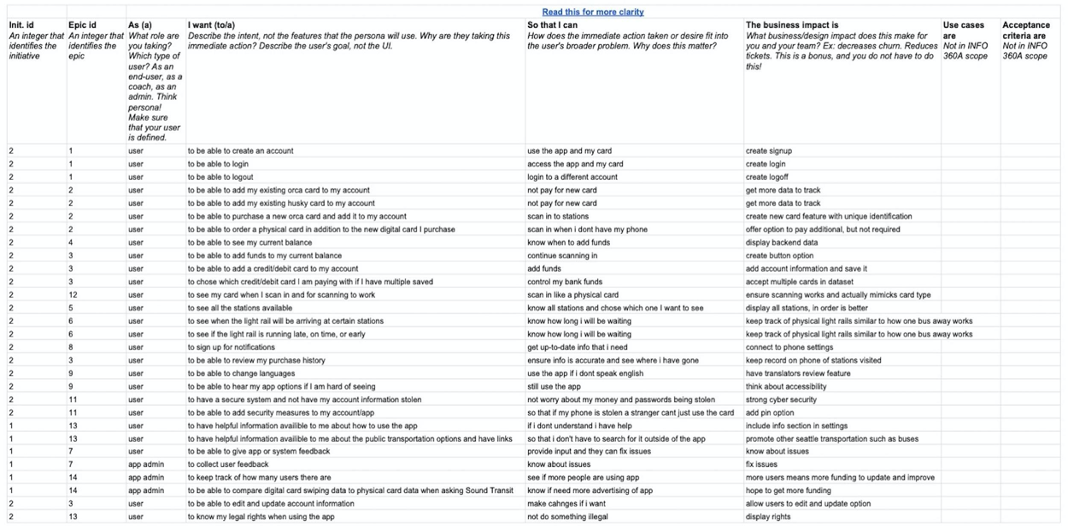 Read this for more clarity
Init. id Epic id As (a) I want (to/a) So that I can The business impact is Use cases are Acceptance criteria are
An integer that identifies the initiative An integer that identifies the epic What role are you taking? Which type of user? As an end-user, as a coach, as an admin. Think persona! Make sure that your user is defined. Describe the intent, not the features that the persona will use. Why are they taking this immediate action? Describe the user's goal, not the UI. How does the immediate action taken or desire fit into the user's broader problem. Why does this matter? What business/design impact does this make for you and your team? Ex: decreases churn. Reduces tickets. This is a bonus, and you do not have to do this! Not in INFO 360A scope Not in INFO 360A scope
2 1 user to be able to create an account use the app and my card create signup
2 1 user to be able to login access the app and my card create login
2 1 user to be able to logout login to a different account create logoff
2 2 user to be able to add my existing orca card to my account not pay for new card get more data to track
2 2 user to be able to add my existing husky card to my account not pay for new card get more data to track
2 2 user to be able to purchase a new orca card and add it to my account scan in to stations create new card feature with unique identification
2 2 user to be able to order a physical card in addition to the new digital card I purchase scan in when i dont have my phone offer option to pay additional, but not required
2 4 user to be able to see my current balance know when to add funds display backend data
2 3 user to be able to add funds to my current balance continue scanning in create button option
2 3 user to be able to add a credit/debit card to my account add funds add account information and save it
2 3 user to chose which credit/debit card I am paying with if I have multiple saved control my bank funds accept multiple cards in dataset
2 12 user to see my card when I scan in and for scanning to work scan in like a physical card ensure scanning works and actually mimicks card type
2 5 user to see all the stations available know all stations and chose which one I want to see display all stations, in order is better
2 6 user to see when the light rail will be arriving at certain stations know how long i will be waiting keep track of physical light rails similar to how one bus away works
2 6 user to see if the light rail is running late, on time, or early know how long i will be waiting keep track of physical light rails similar to how one bus away works
2 8 user to sign up for notifications get up-to-date info that i need connect to phone settings
2 3 user to be able to review my purchase history ensure info is accurate and see where i have gone keep record on phone of stations visited
2 9 user to be able to change languages use the app if i dont speak english have translators review feature
2 9 user to be able to hear my app options if I am hard of seeing still use the app think about accessibility
2 11 user to have a secure system and not have my account information stolen not worry about my money and passwords being stolen strong cyber security
2 11 user to be able to add security measures to my account/app so that if my phone is stolen a stranger cant just use the card add pin option
1 13 user to have helpful information availible to me about how to use the app if i dont understand i have help include info section in settings
1 13 user to have helpful information availible to me about the public transportation options and have links so that i don't have to search for it outside of the app promote other seattle transportation such as buses
1 7 user to be able to give app or system feedback provide input and they can fix issues know about issues
1 7 app admin to collect user feedback know about issues fix issues
1 14 app admin to keep track of how many users there are see if more people are using app more users means more funding to update and improve
1 14 app admin to be able to compare digital card swiping data to physical card data when asking Sound Transit know if need more advertising of app hope to get more funding
2 3 user to be able to edit and update account information make cahnges if i want allow users to edit and update option
2 13 user to know my legal rights when using the app not do something illegal display rights